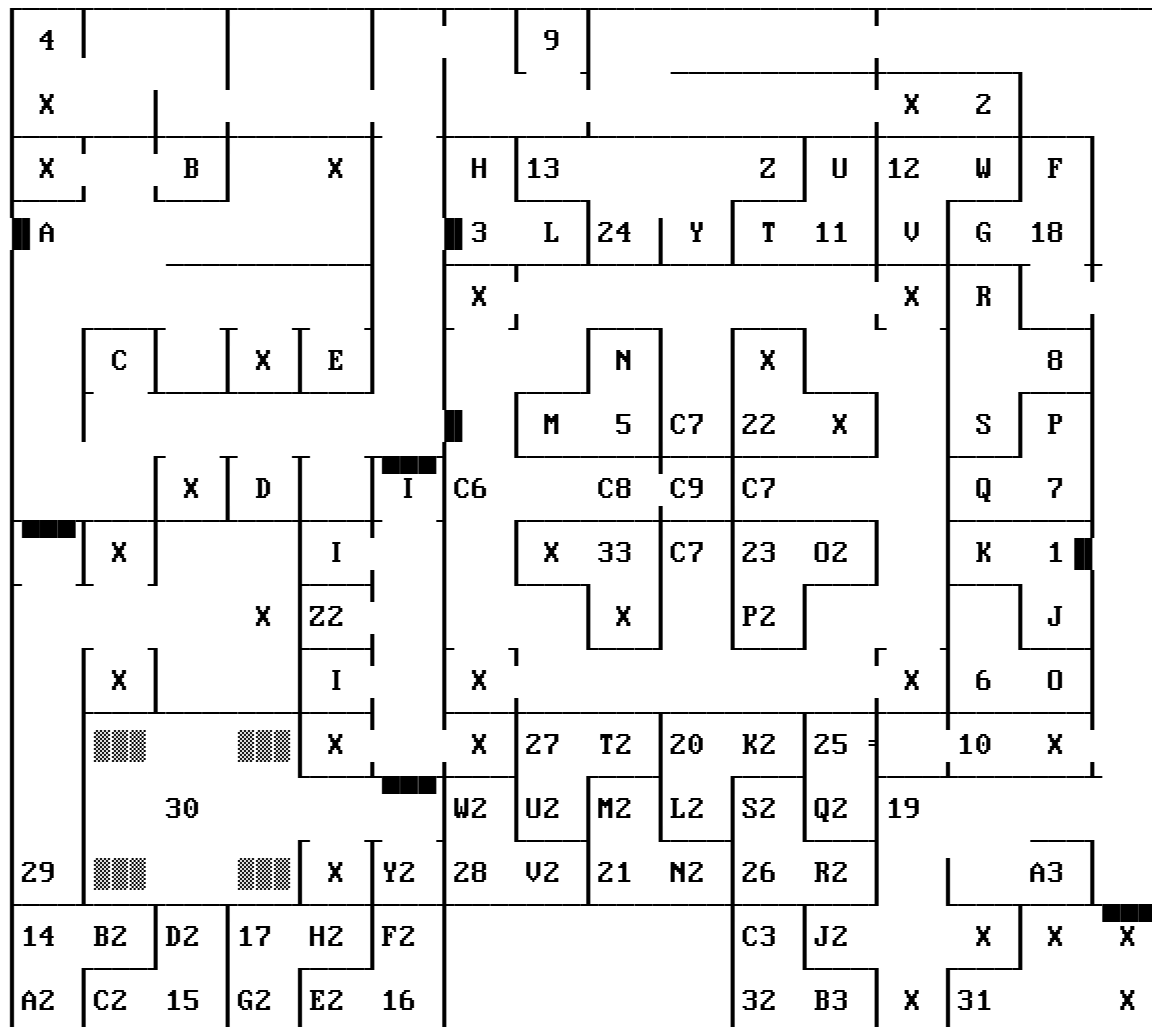 4 9
X X 2
X B X H 13 Z U 12 W F
A 3 L 24 Y T 11 V G 18
X X R
C X E N X 8
M 5 C7 22 X S P
X D I C6 C8 C9 C7 Q 7
X I X 33 C7 23 O2 K 1
X Z2 X P2 J
X I X X 6 O
X X 27 T2 20 K2 25 = 10 X
30 W2 U2 M2 L2 S2 Q2 19
29 X Y2 28 V2 21 N2 26 R2 A3
14 B2 D2 17 H2 F2 C3 J2 X X X
A2 C2 15 G2 E2 16 32 B3 X 31 X